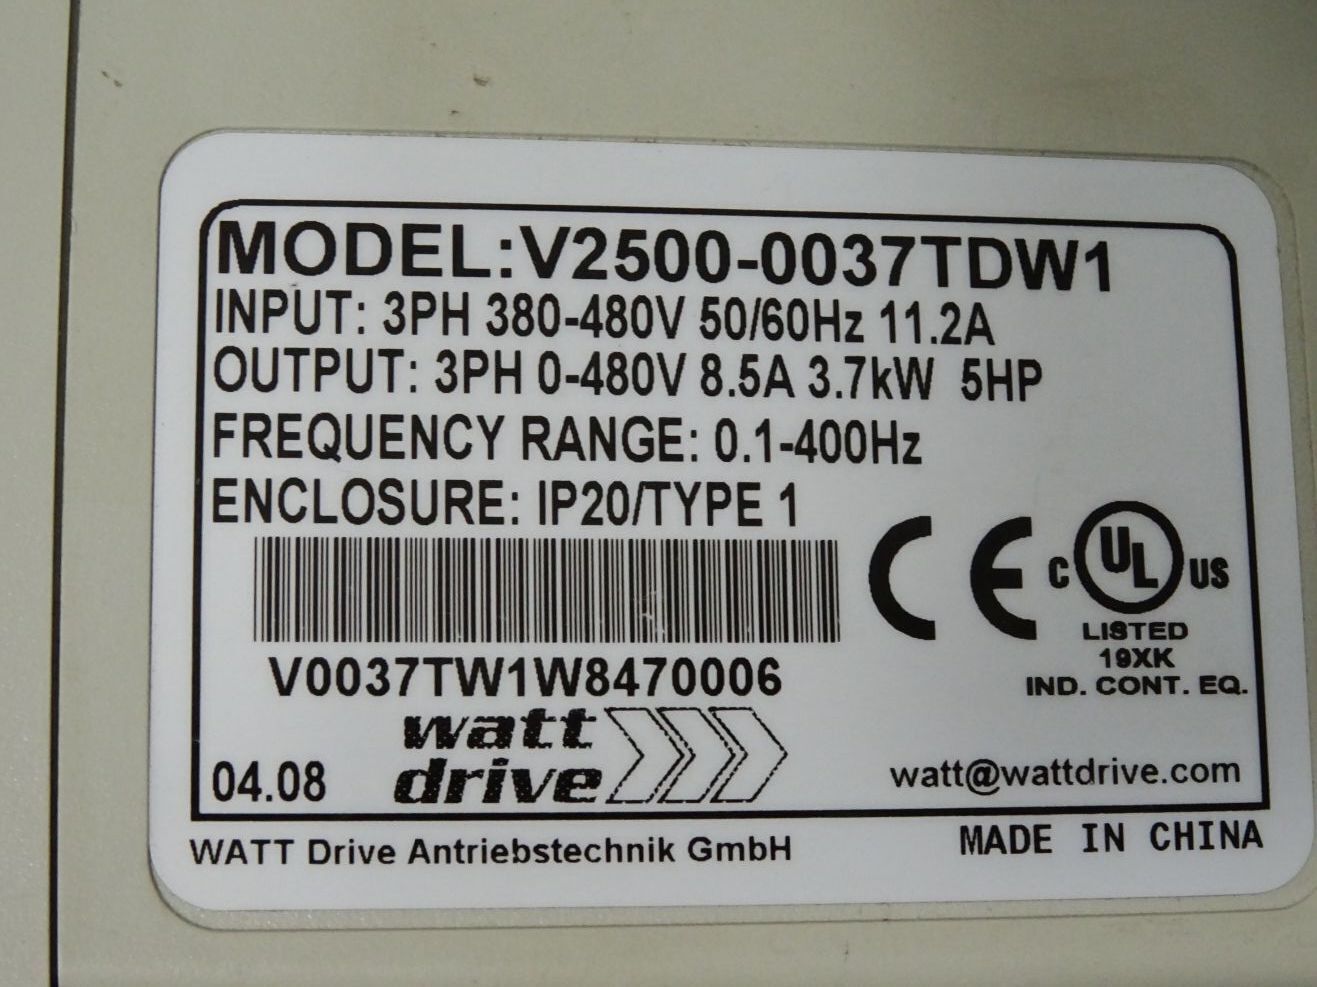 MODEL:V2500-0037TDW1
INPUT: 3PH 380-480V 50/60Hz 11.2A
OUTPUT: 3PH 0-480V 8.5A 3.7kW 5HP
FREQUENCY RANGE: 0.1-400Hz
ENCLOSURE: IP20/TYPE 1
CE
C UL US
LISTED
19XK
IND. CONT. EQ.
V0037TW1W8470006
watt
drive
04.08
watt@wattdrive.com
WATT Drive Antriebstechnik GmbH
MADE IN CHINA